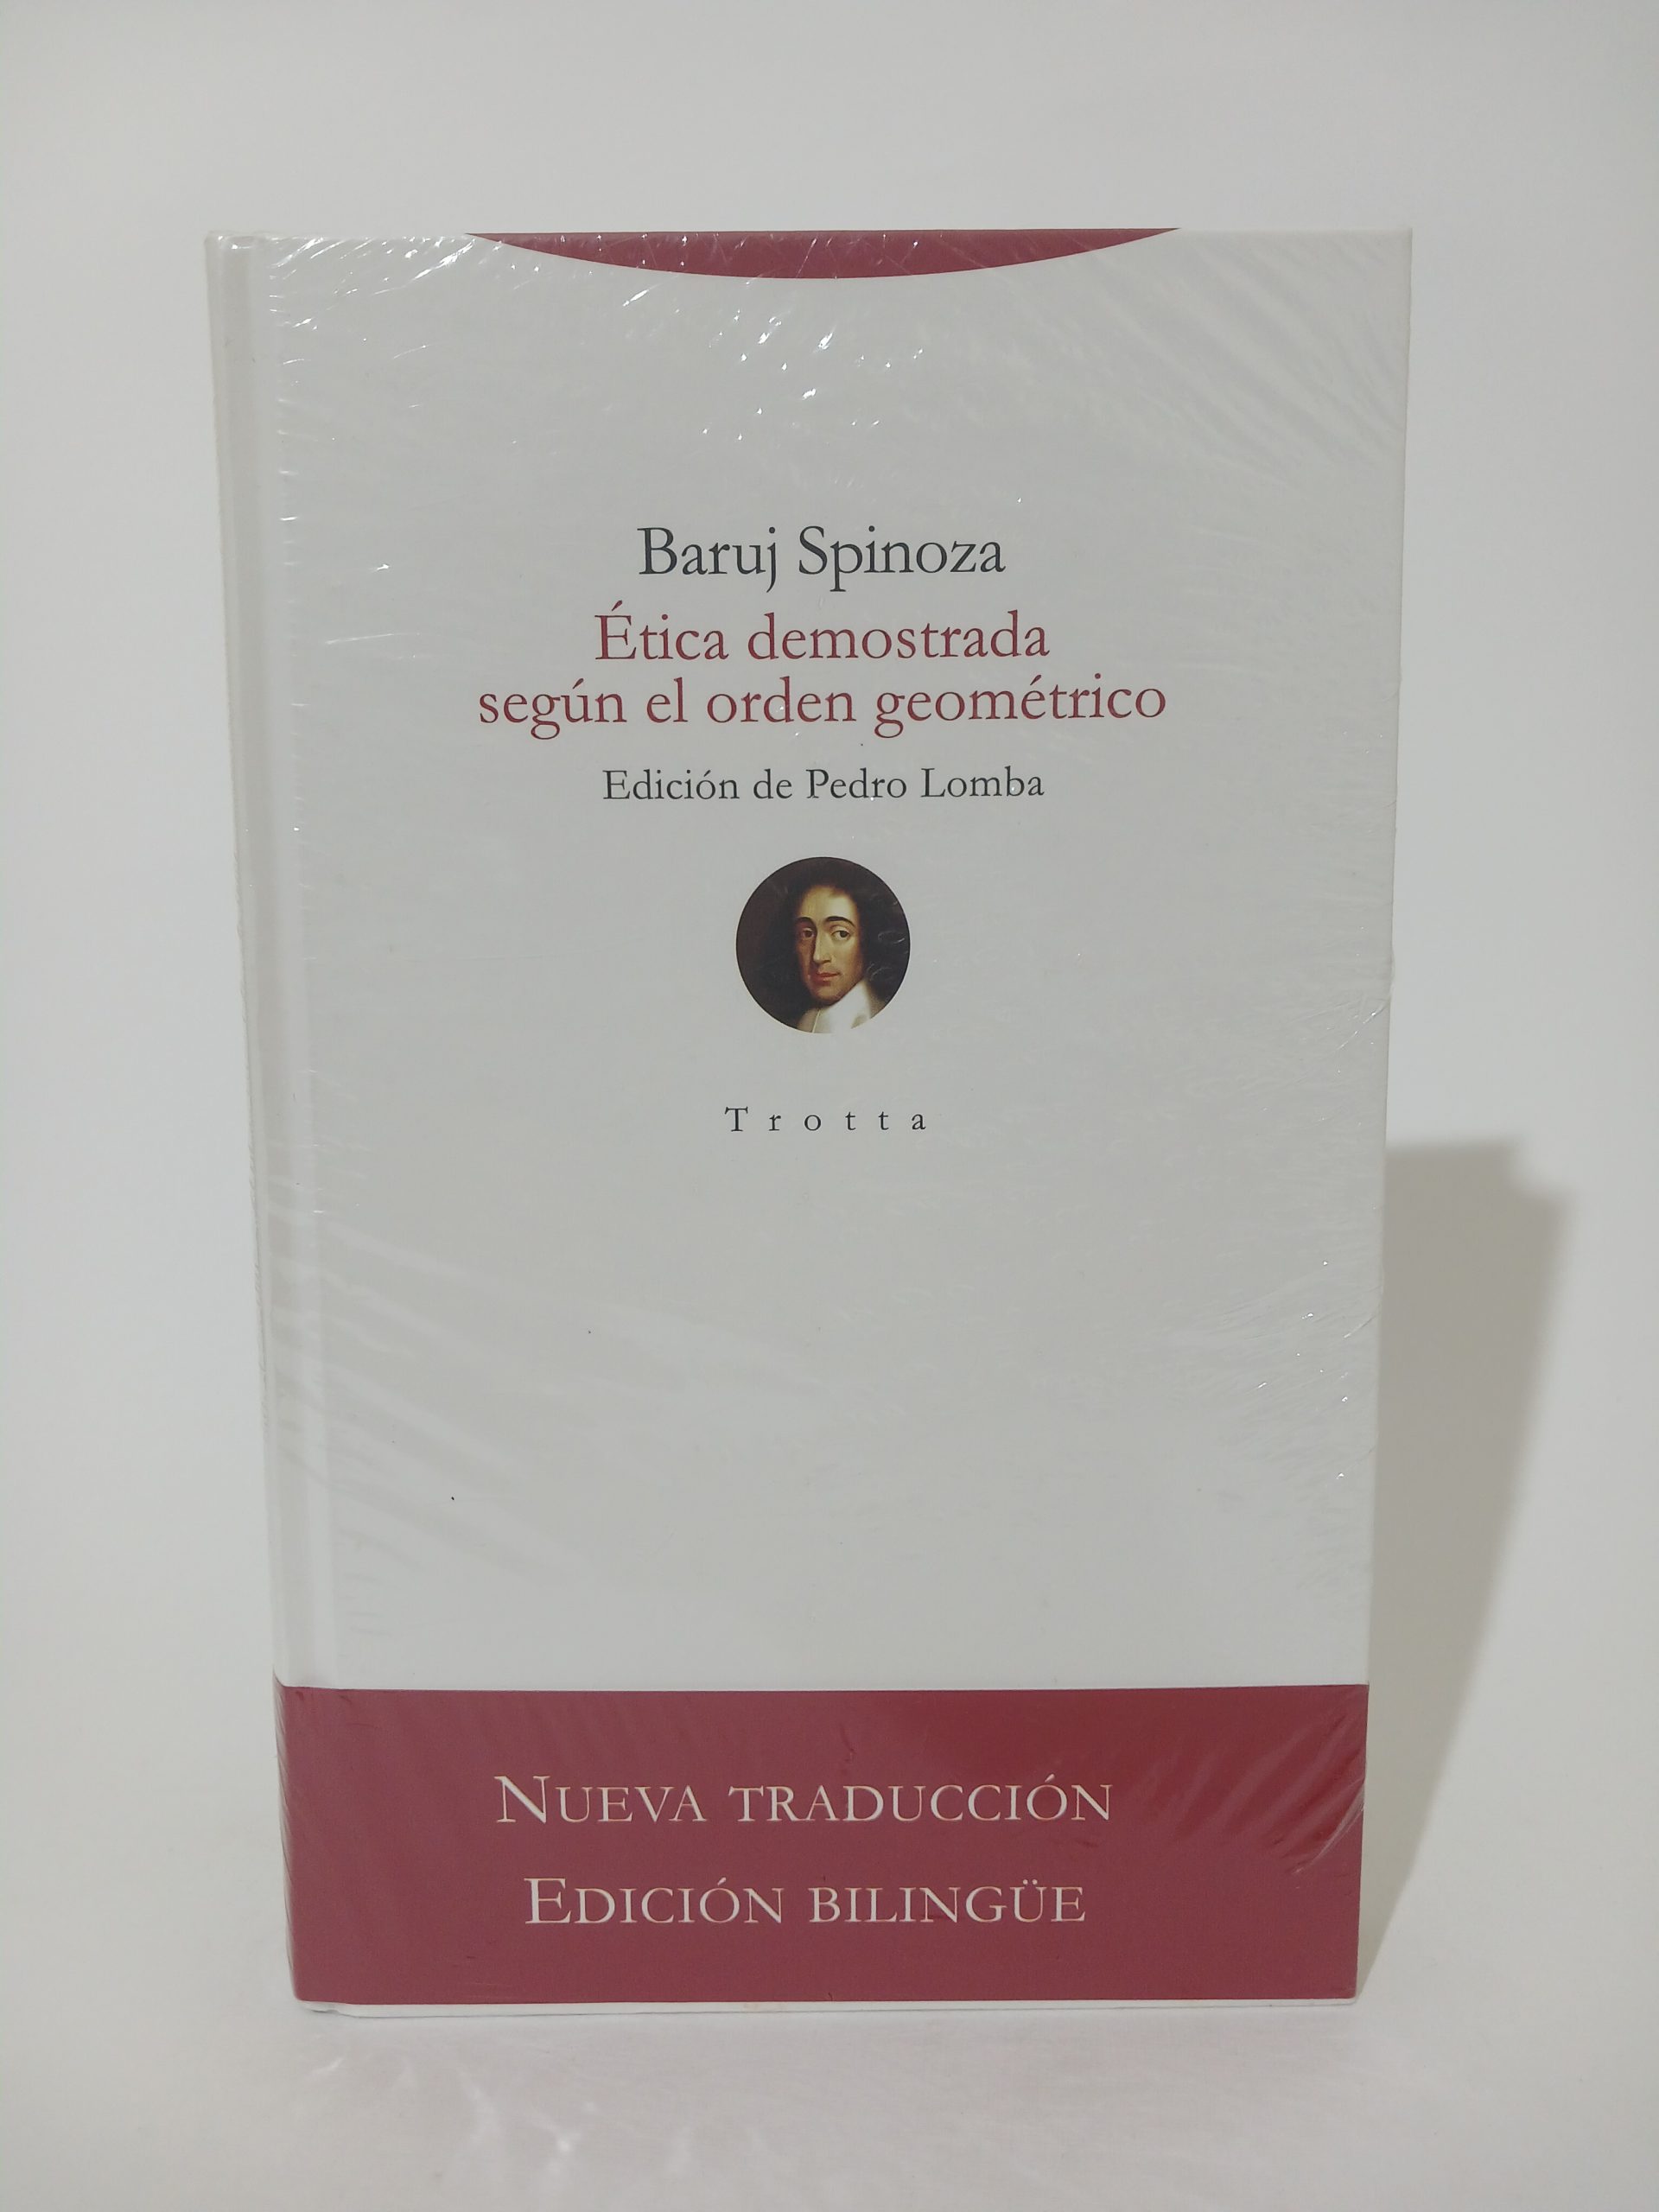 Baruj Spinoza
Ética demostrada
según el orden geométrico
Edición de Pedro Lomba
Trotta
NUEVA TRADUCCIÓN
EDICIÓN BILINGÜE